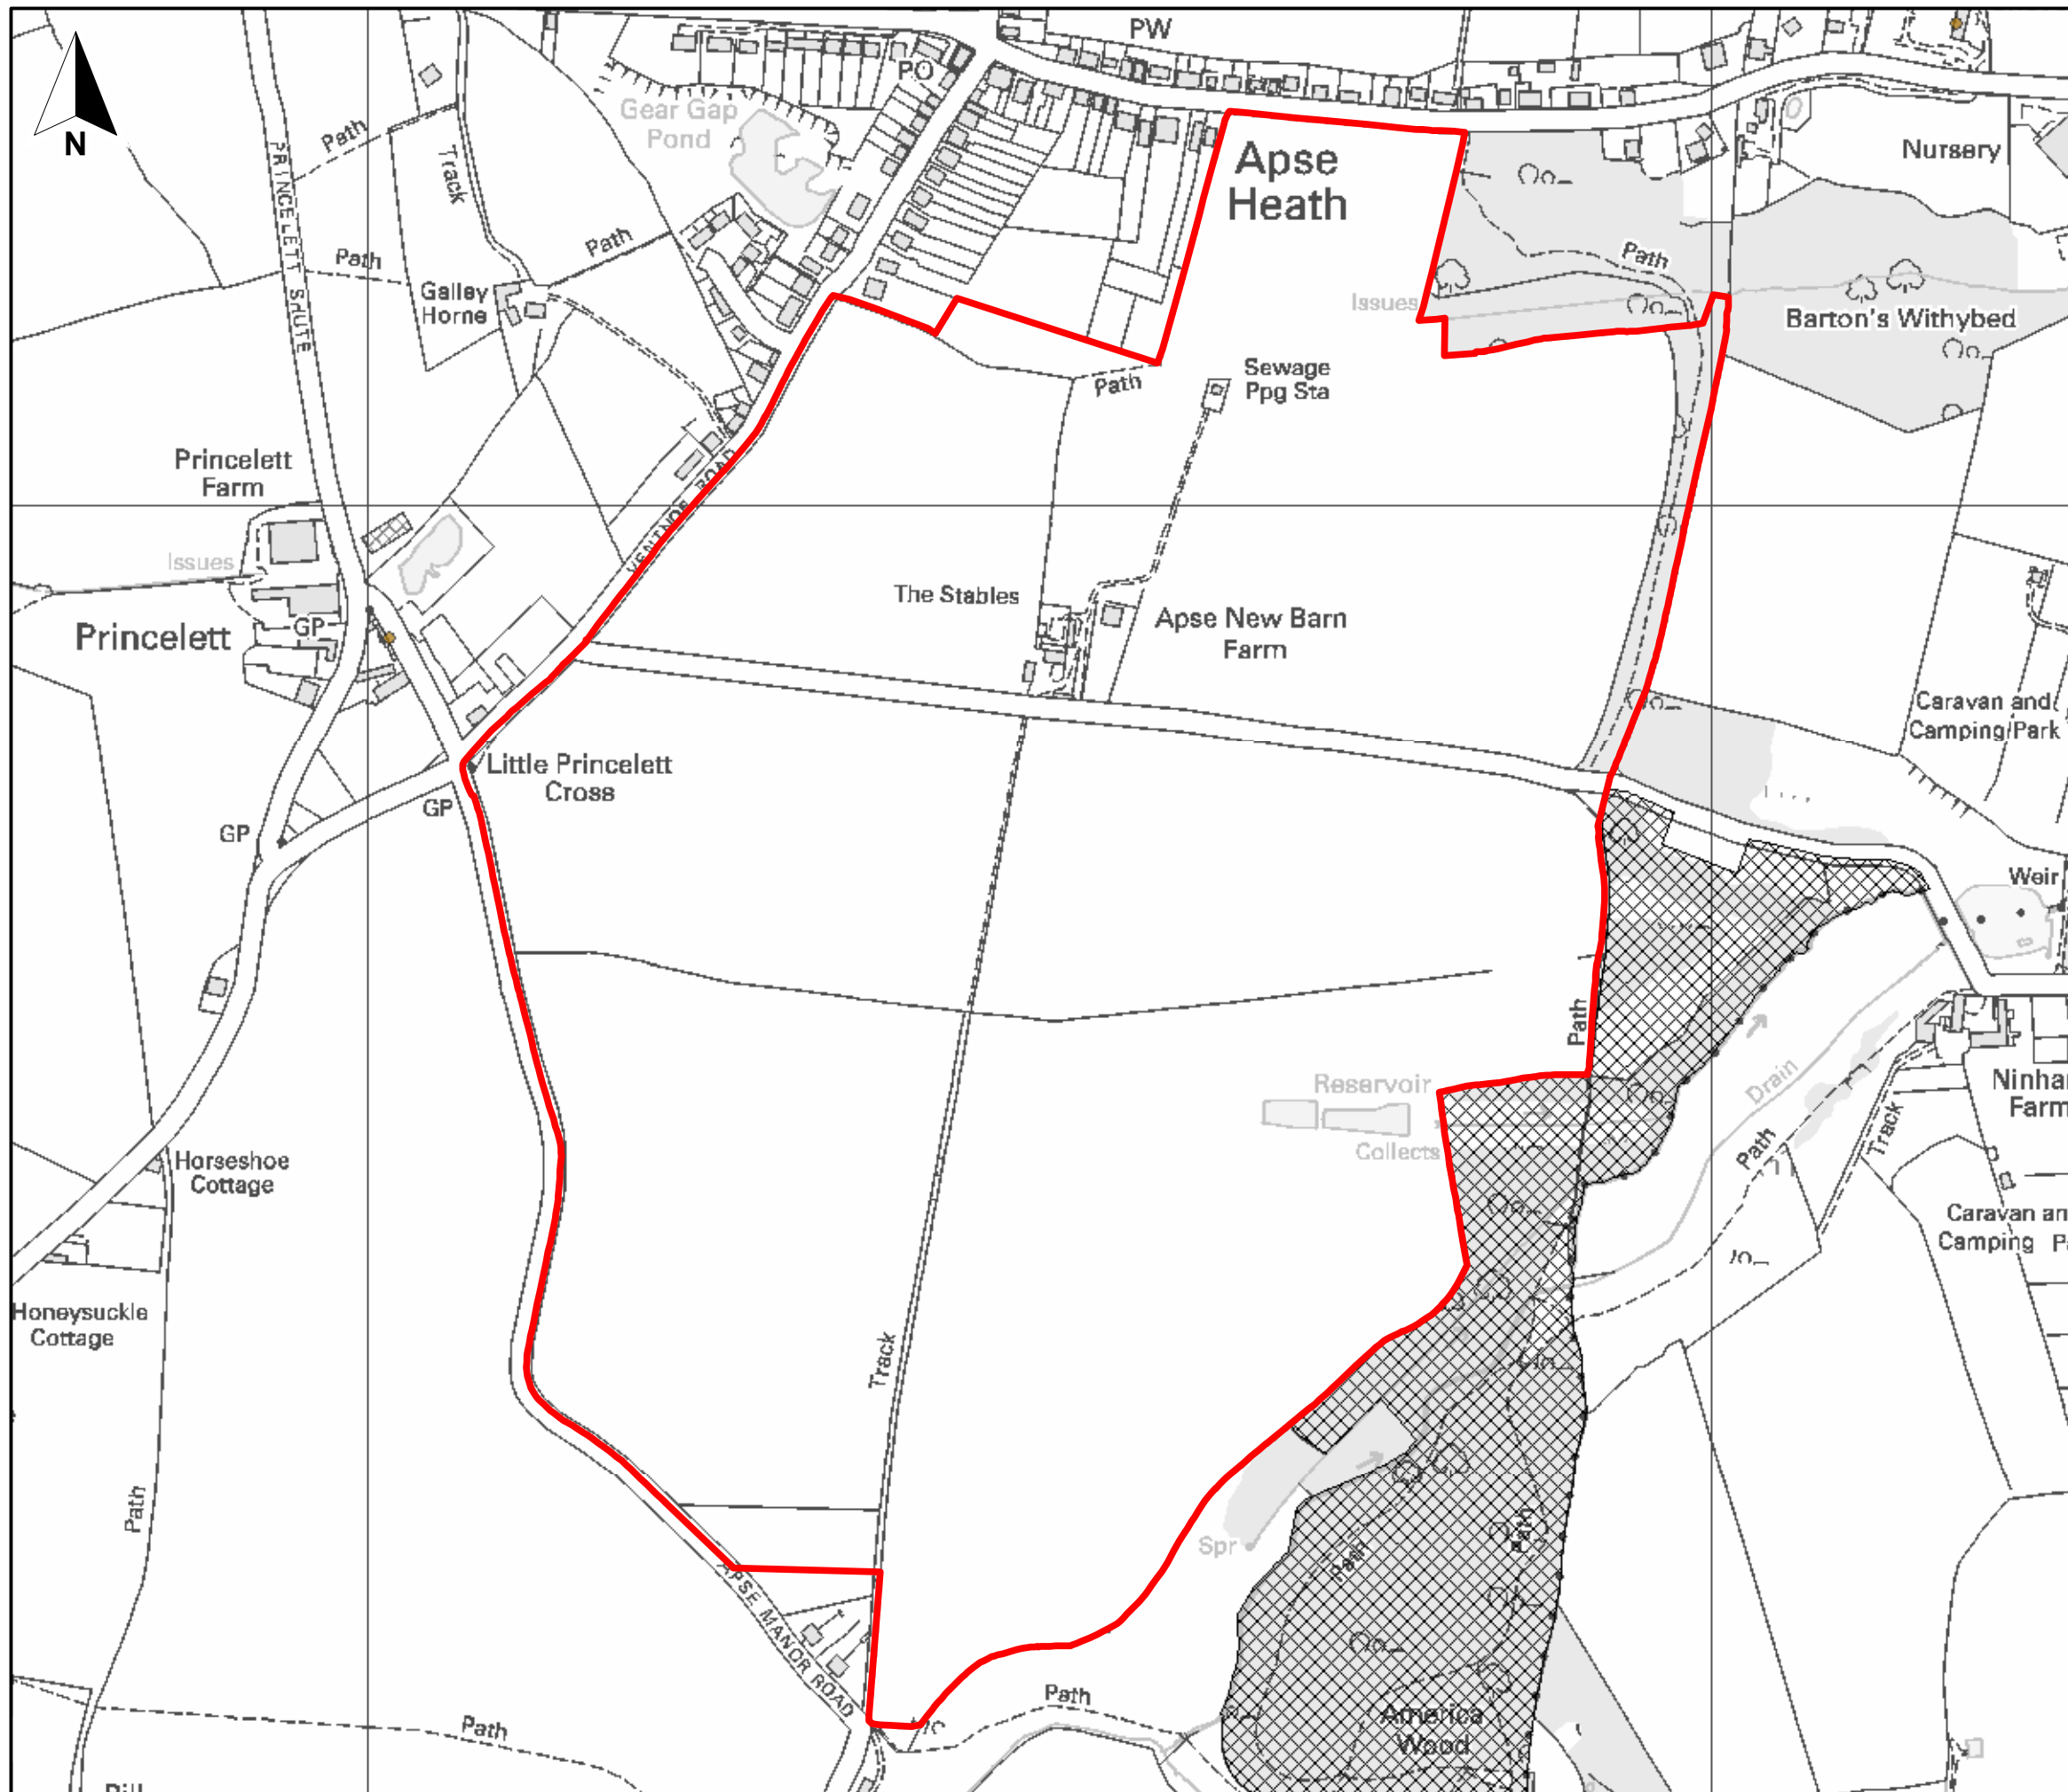 PW
PO
Gear Gap
Pond
Apse
Heath
Nursery
N
Path
Track
PRINCELETT SHUTE
Path
Path
Path
Galley
Horne
Issues
Barton's Withybed
Sewage
Ppg Sta
Path
Princelett
Farm
VENTNOR ROAD
Issues
The Stables
Apse New Barn
Farm
GP
Princelett
Caravan and
Camping Park
Little Princelett
Cross
GP
GP
Weir
Path
Reservoir
Collects
Drain
Ninha
Farm
Path
Track
Horseshoe
Cottage
Caravan an
Camping P
Honeysuckle
Cottage
Track
Path
Spr
Path
Path
APSE MANOR ROAD
Path
Path
America
Wood